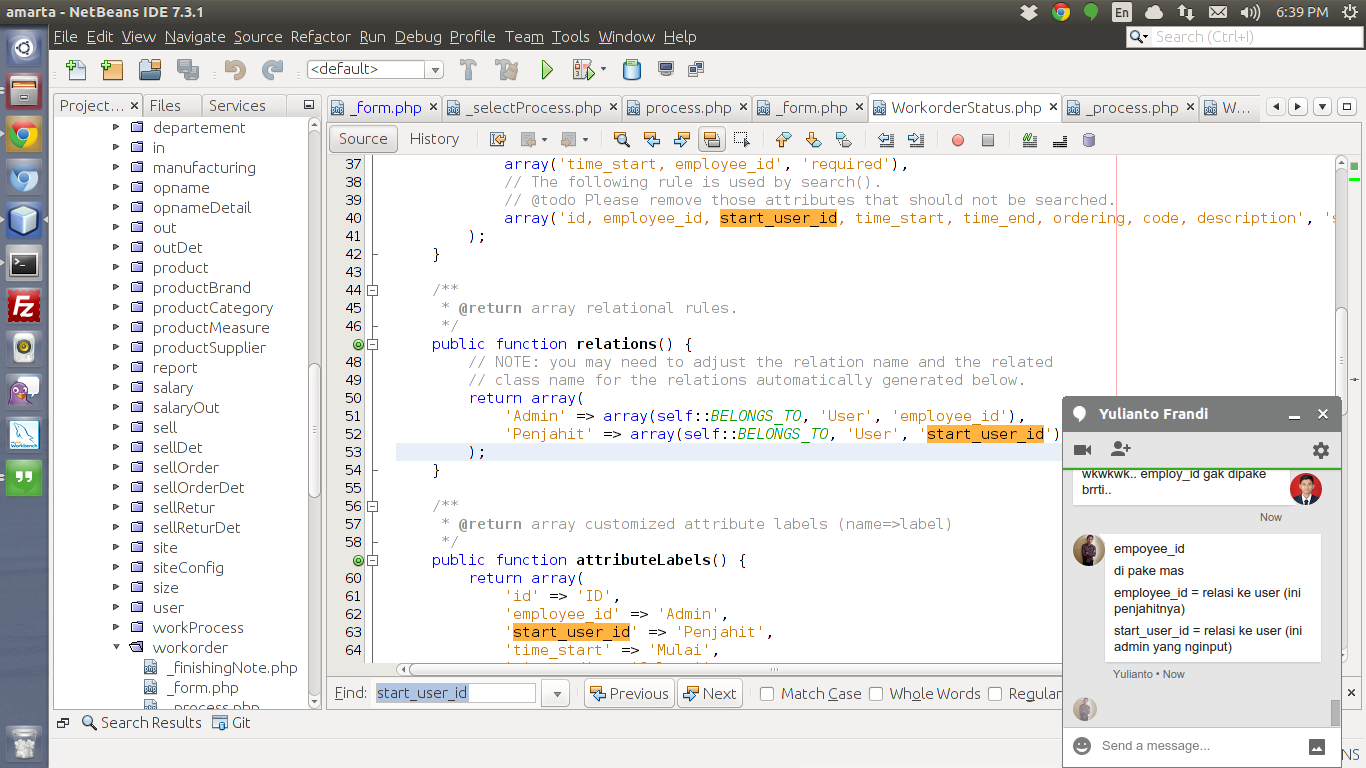 amarta - NetBeans IDE 7.3.1
En
6:39 PM
File Edit View Navigate Source Refactor Run Debug Profile Team Tools Window Help
Search (Ctrl+I)
<default>
Project... × Files Services
_form.php × _selectProcess.php × process.php × _form.php × WorkorderStatus.php × _process.php × W...
Source History
departement
in
manufacturing
opname
opnameDetail
out
outDet
product
productBrand
productCategory
productMeasure
productSupplier
report
salary
salaryOut
sell
sellDet
sellOrder
sellOrderDet
sellRetur
sellReturDet
site
siteConfig
size
user
workProcess
workorder
_finishingNote.php
_form.php
_process.php
37 array('time_start, employee_id', 'required'),
38 // The following rule is used by search().
39 // @todo Please remove those attributes that should not be searched.
40 array('id, employee_id, start_user_id, time_start, time_end, ordering, code, description', 's
41 );
42 }
43
44 /**
45 * @return array relational rules.
46 */
public function relations() {
48 // NOTE: you may need to adjust the relation name and the related
49 // class name for the relations automatically generated below.
50 return array(
51 'Admin' => array(self::BELONGS_TO, 'User', 'employee_id'),
52 'Penjahit' => array(self::BELONGS_TO, 'User', 'start_user_id')
53 );
54 }
55
56 /**
57 * @return array customized attribute labels (name=>label)
58 */
public function attributeLabels() {
60 return array(
61 'id' => 'ID',
62 'employee_id' => 'Admin',
63 'start_user_id' => 'Penjahit',
64 'time_start' => 'Mulai',
Find: start_user_id Previous Next Match Case Whole Words Regular
Search Results Git
NS
Yulianto Frandi
wkwkwk.. employ_id gak dipake
brrti..
Now
empoyee_id
di pake mas
employee_id = relasi ke user (ini
penjahitnya)
start_user_id = relasi ke user (ini
admin yang nginput)
Yulianto • Now
Send a message...